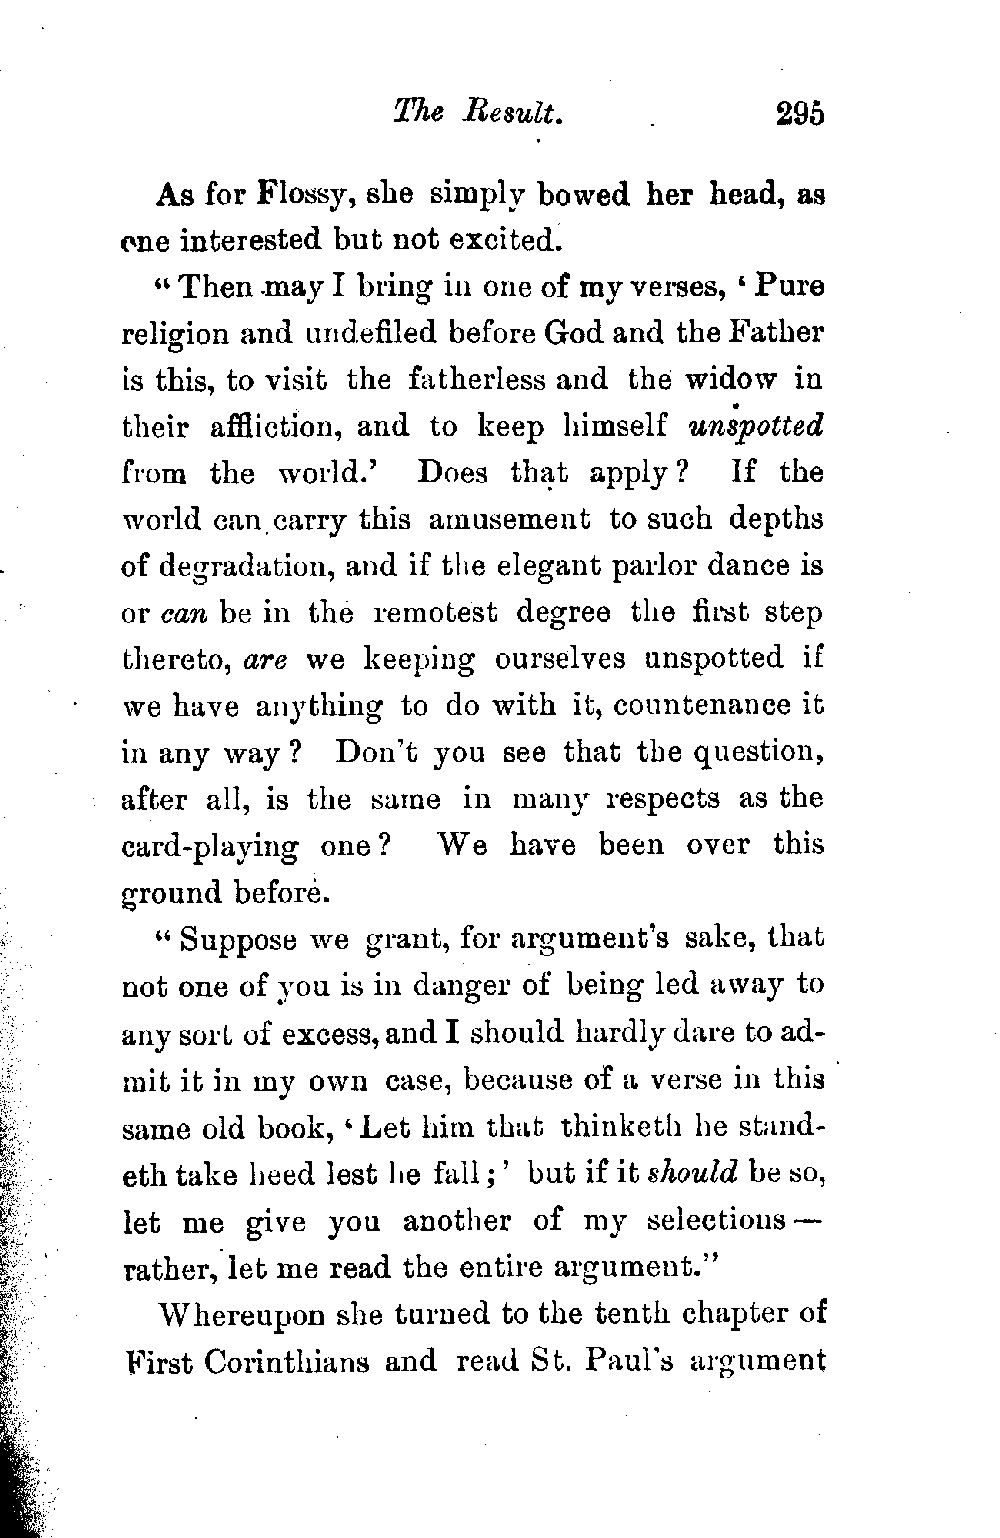 The Result. 295
As for Flossy, she simply bowed her head, as
one interested but not excited.
“Then may I bring in one of my verses, ‘Pure
religion and undefiled before God and the Father
is this, to visit the fatherless and the widow in
their affliction, and to keep himself unspotted
from the world.’ Does that apply? If the
world can carry this amusement to such depths
of degradation, and if the elegant parlor dance is
or can be in the remotest degree the first step
thereto, are we keeping ourselves unspotted if
we have anything to do with it, countenance it
in any way? Don’t you see that the question,
after all, is the same in many respects as the
card-playing one? We have been over this
ground before.
“Suppose we grant, for argument’s sake, that
not one of you is in danger of being led away to
any sort of excess, and I should hardly dare to ad-
mit it in my own case, because of a verse in this
same old book, ‘Let him that thinketh he stand-
eth take heed lest he fall;’ but if it should be so,
let me give you another of my selections—
rather, let me read the entire argument.”
Whereupon she turned to the tenth chapter of
First Corinthians and read St. Paul’s argument